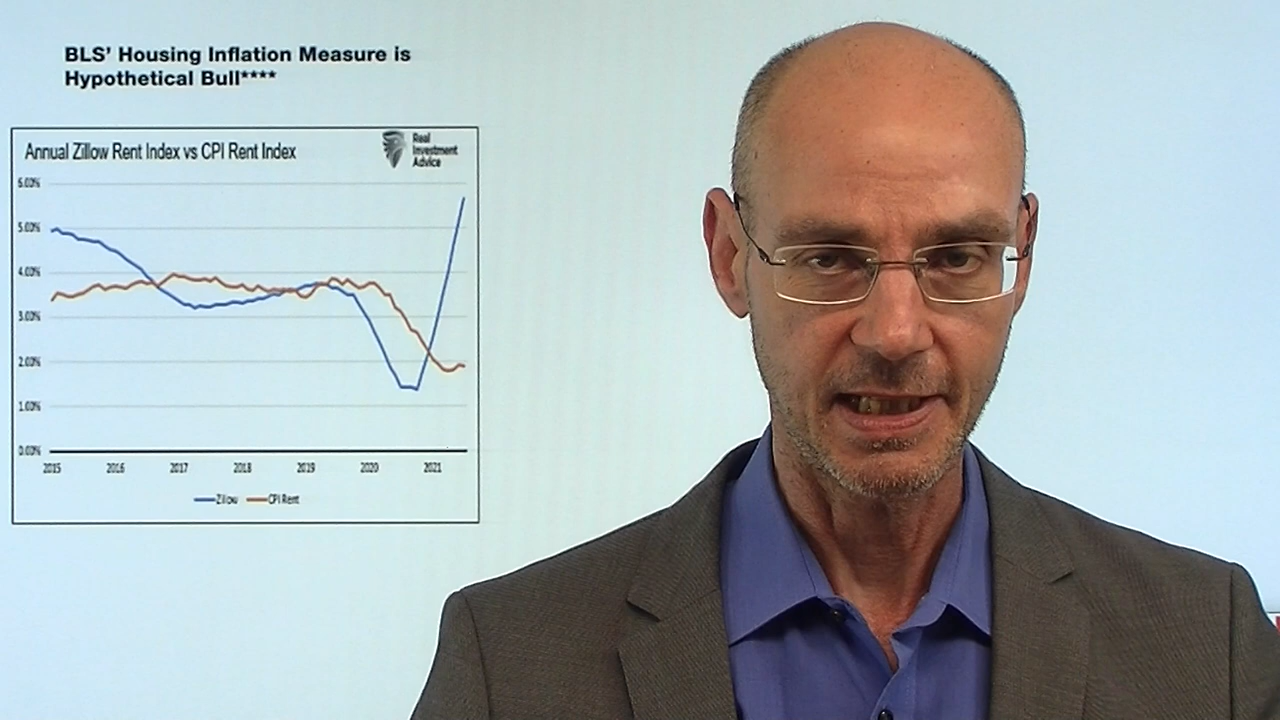 BLS’ Housing Inflation Measure is
Hypothetical Bull****
Annual Zillow Rent Index vs CPI Rent Index
Real
Investment
Advice
6.00%
5.00%
4.00%
3.00%
2.00%
1.00%
0.00%
2015 2016 2017 2018 2019 2020 2021
Zillow CPI Rent